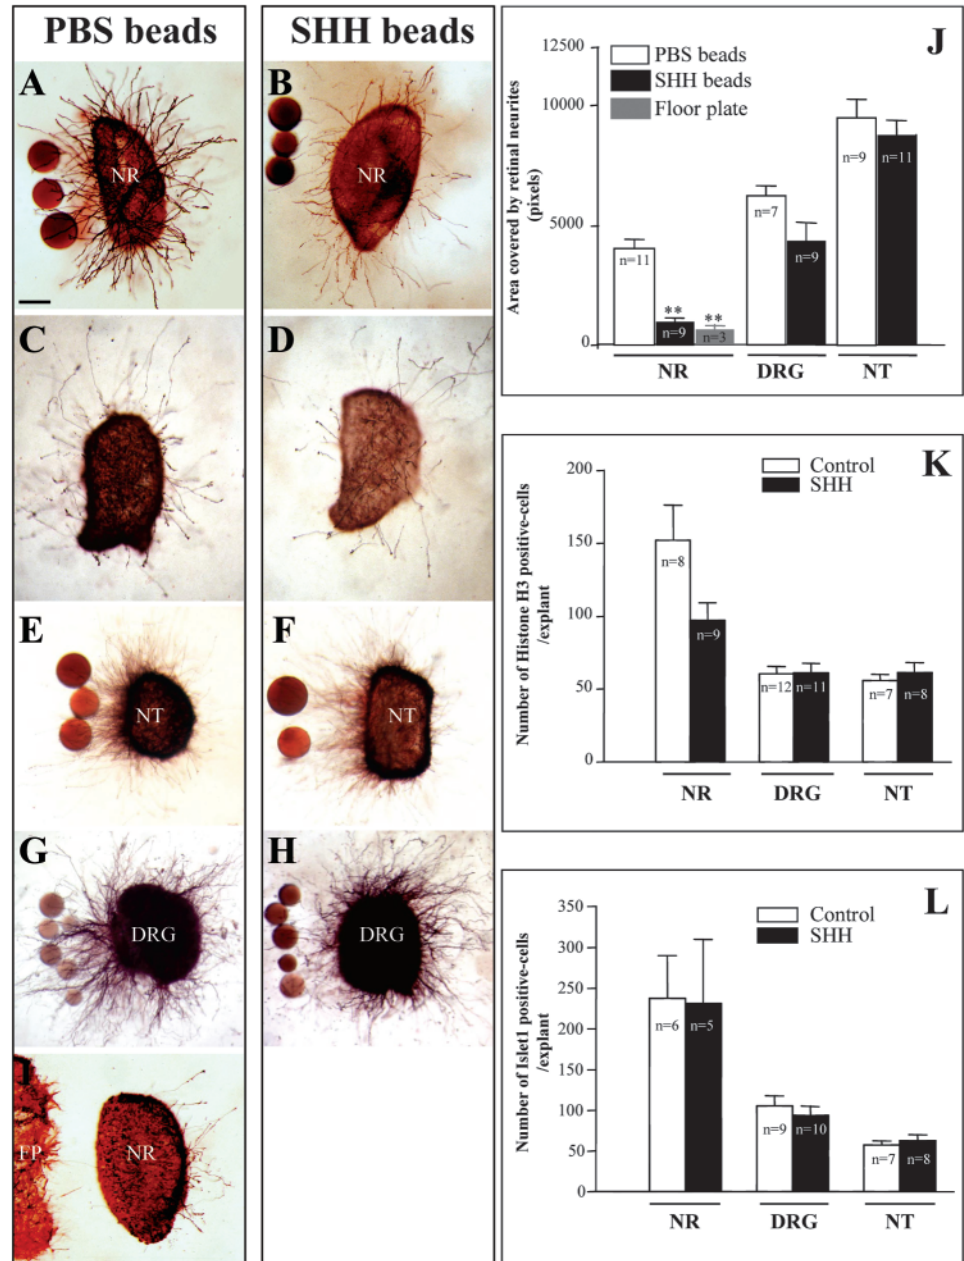 PBS beads
SHH beads
A
NR
B
NR
C
D
E
NT
F
NT
G
DRG
H
DRG
I
FP
NR
J
12500
10000
5000
0
Area covered by retinal neurites
(pixels)
PBS beads
SHH beads
Floor plate
n=11
**
n=9
**
n=3
n=7
n=9
n=9
n=11
NR
DRG
NT
K
200
150
100
50
0
Number of Histone H3 positive-cells
/explant
Control
SHH
n=8
n=9
n=12
n=11
n=7
n=8
NR
DRG
NT
L
350
300
250
200
150
100
50
0
Number of Islet1 positive-cells
/explant
Control
SHH
n=6
n=5
n=9
n=10
n=7
n=8
NR
DRG
NT